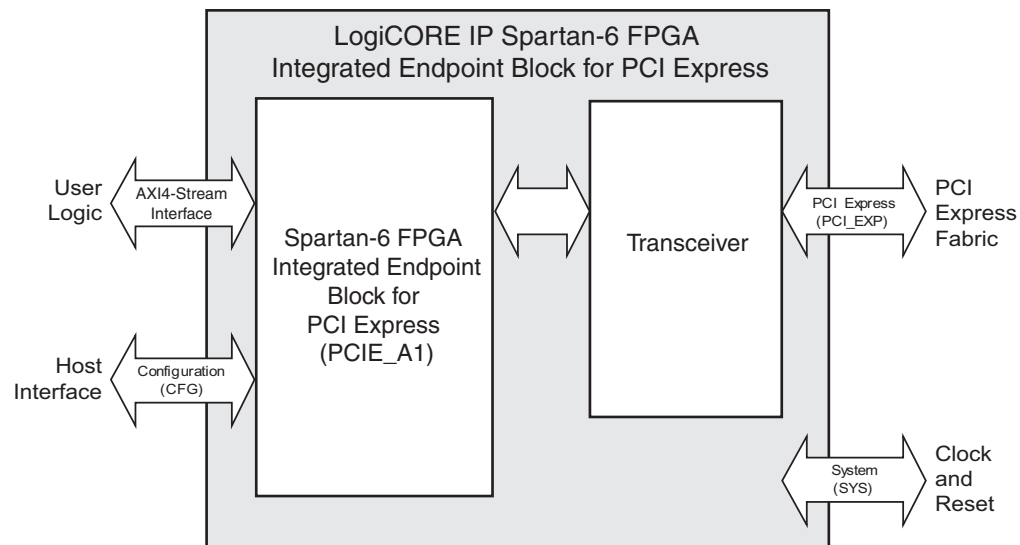 LogiCORE IP Spartan-6 FPGA
Integrated Endpoint Block for PCI Express
User
Logic
AXI4-Stream
Interface
Spartan-6 FPGA
Integrated Endpoint
Block for
PCI Express
(PCIE_A1)
Transceiver
PCI Express
(PCI_EXP)
PCI
Express
Fabric
Host
Interface
Configuration
(CFG)
System
(SYS)
Clock
and
Reset